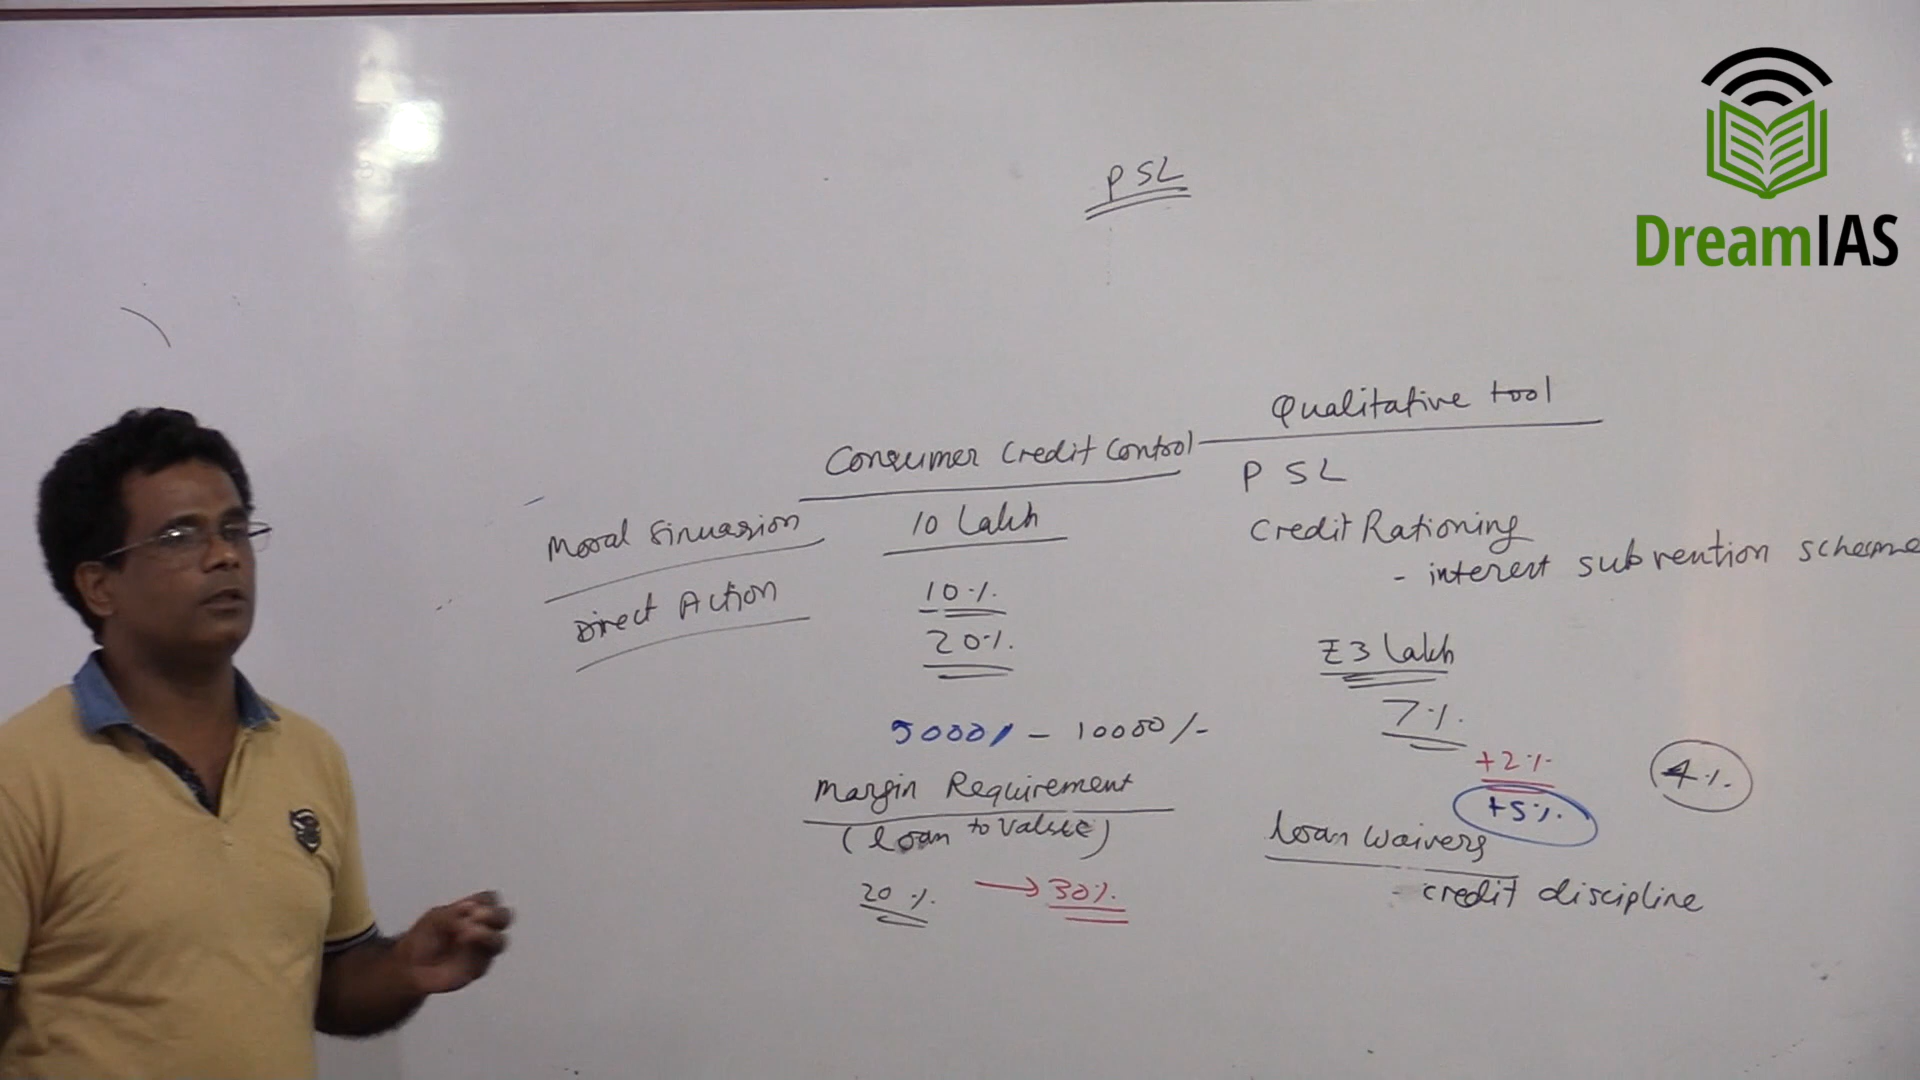 PSL
DreamIAS
Qualitative tool
Consumer Credit Control
PSL
Moral Sinuasion
10 Lakh
Credit Rationing
- interest subvention scheme
Direct Action
10%
20%
₹3 Lakh
7%
5000/ - 10000/-
+2%
4%
Margin Requirement
+5%
(loan to Value)
loan waivers
20% → 30%
- credit discipline